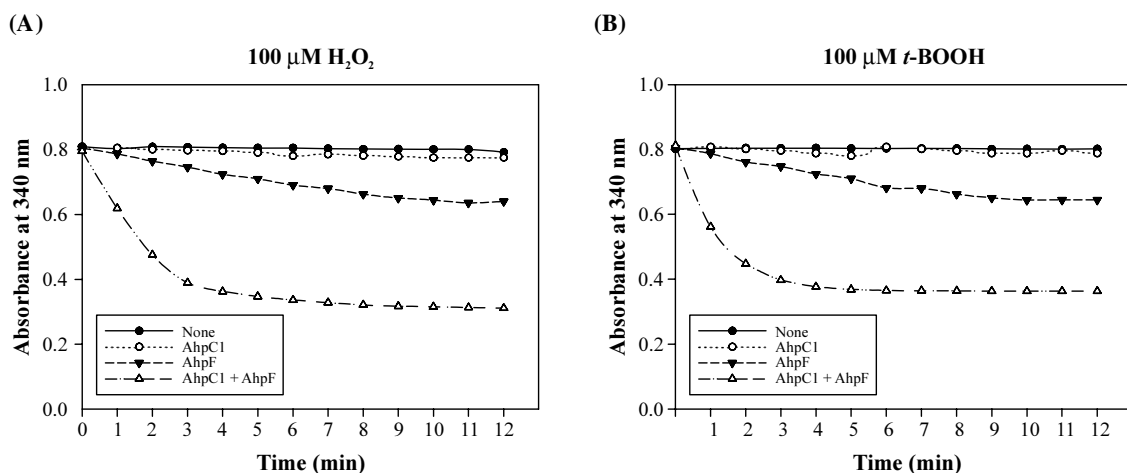 (A)
100 μM H₂O₂
Absorbance at 340 nm
1.0
0.8
0.6
0.4
0.2
0.0
None
AhpC1
AhpF
AhpC1 + AhpF
0 1 2 3 4 5 6 7 8 9 10 11 12
Time (min)
(B)
100 μM t-BOOH
Absorbance at 340 nm
1.0
0.8
0.6
0.4
0.2
0.0
None
AhpC1
AhpF
AhpC1 + AhpF
1 2 3 4 5 6 7 8 9 10 11 12
Time (min)